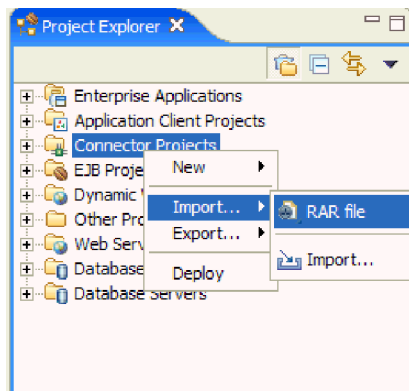 Project Explorer
Enterprise Applications
Application Client Projects
Connector Projects
EJB Proje
New
Dynamic
Import...
RAR file
Other Pro
Export...
Web Serv
Import...
Database
Deploy
Database Servers